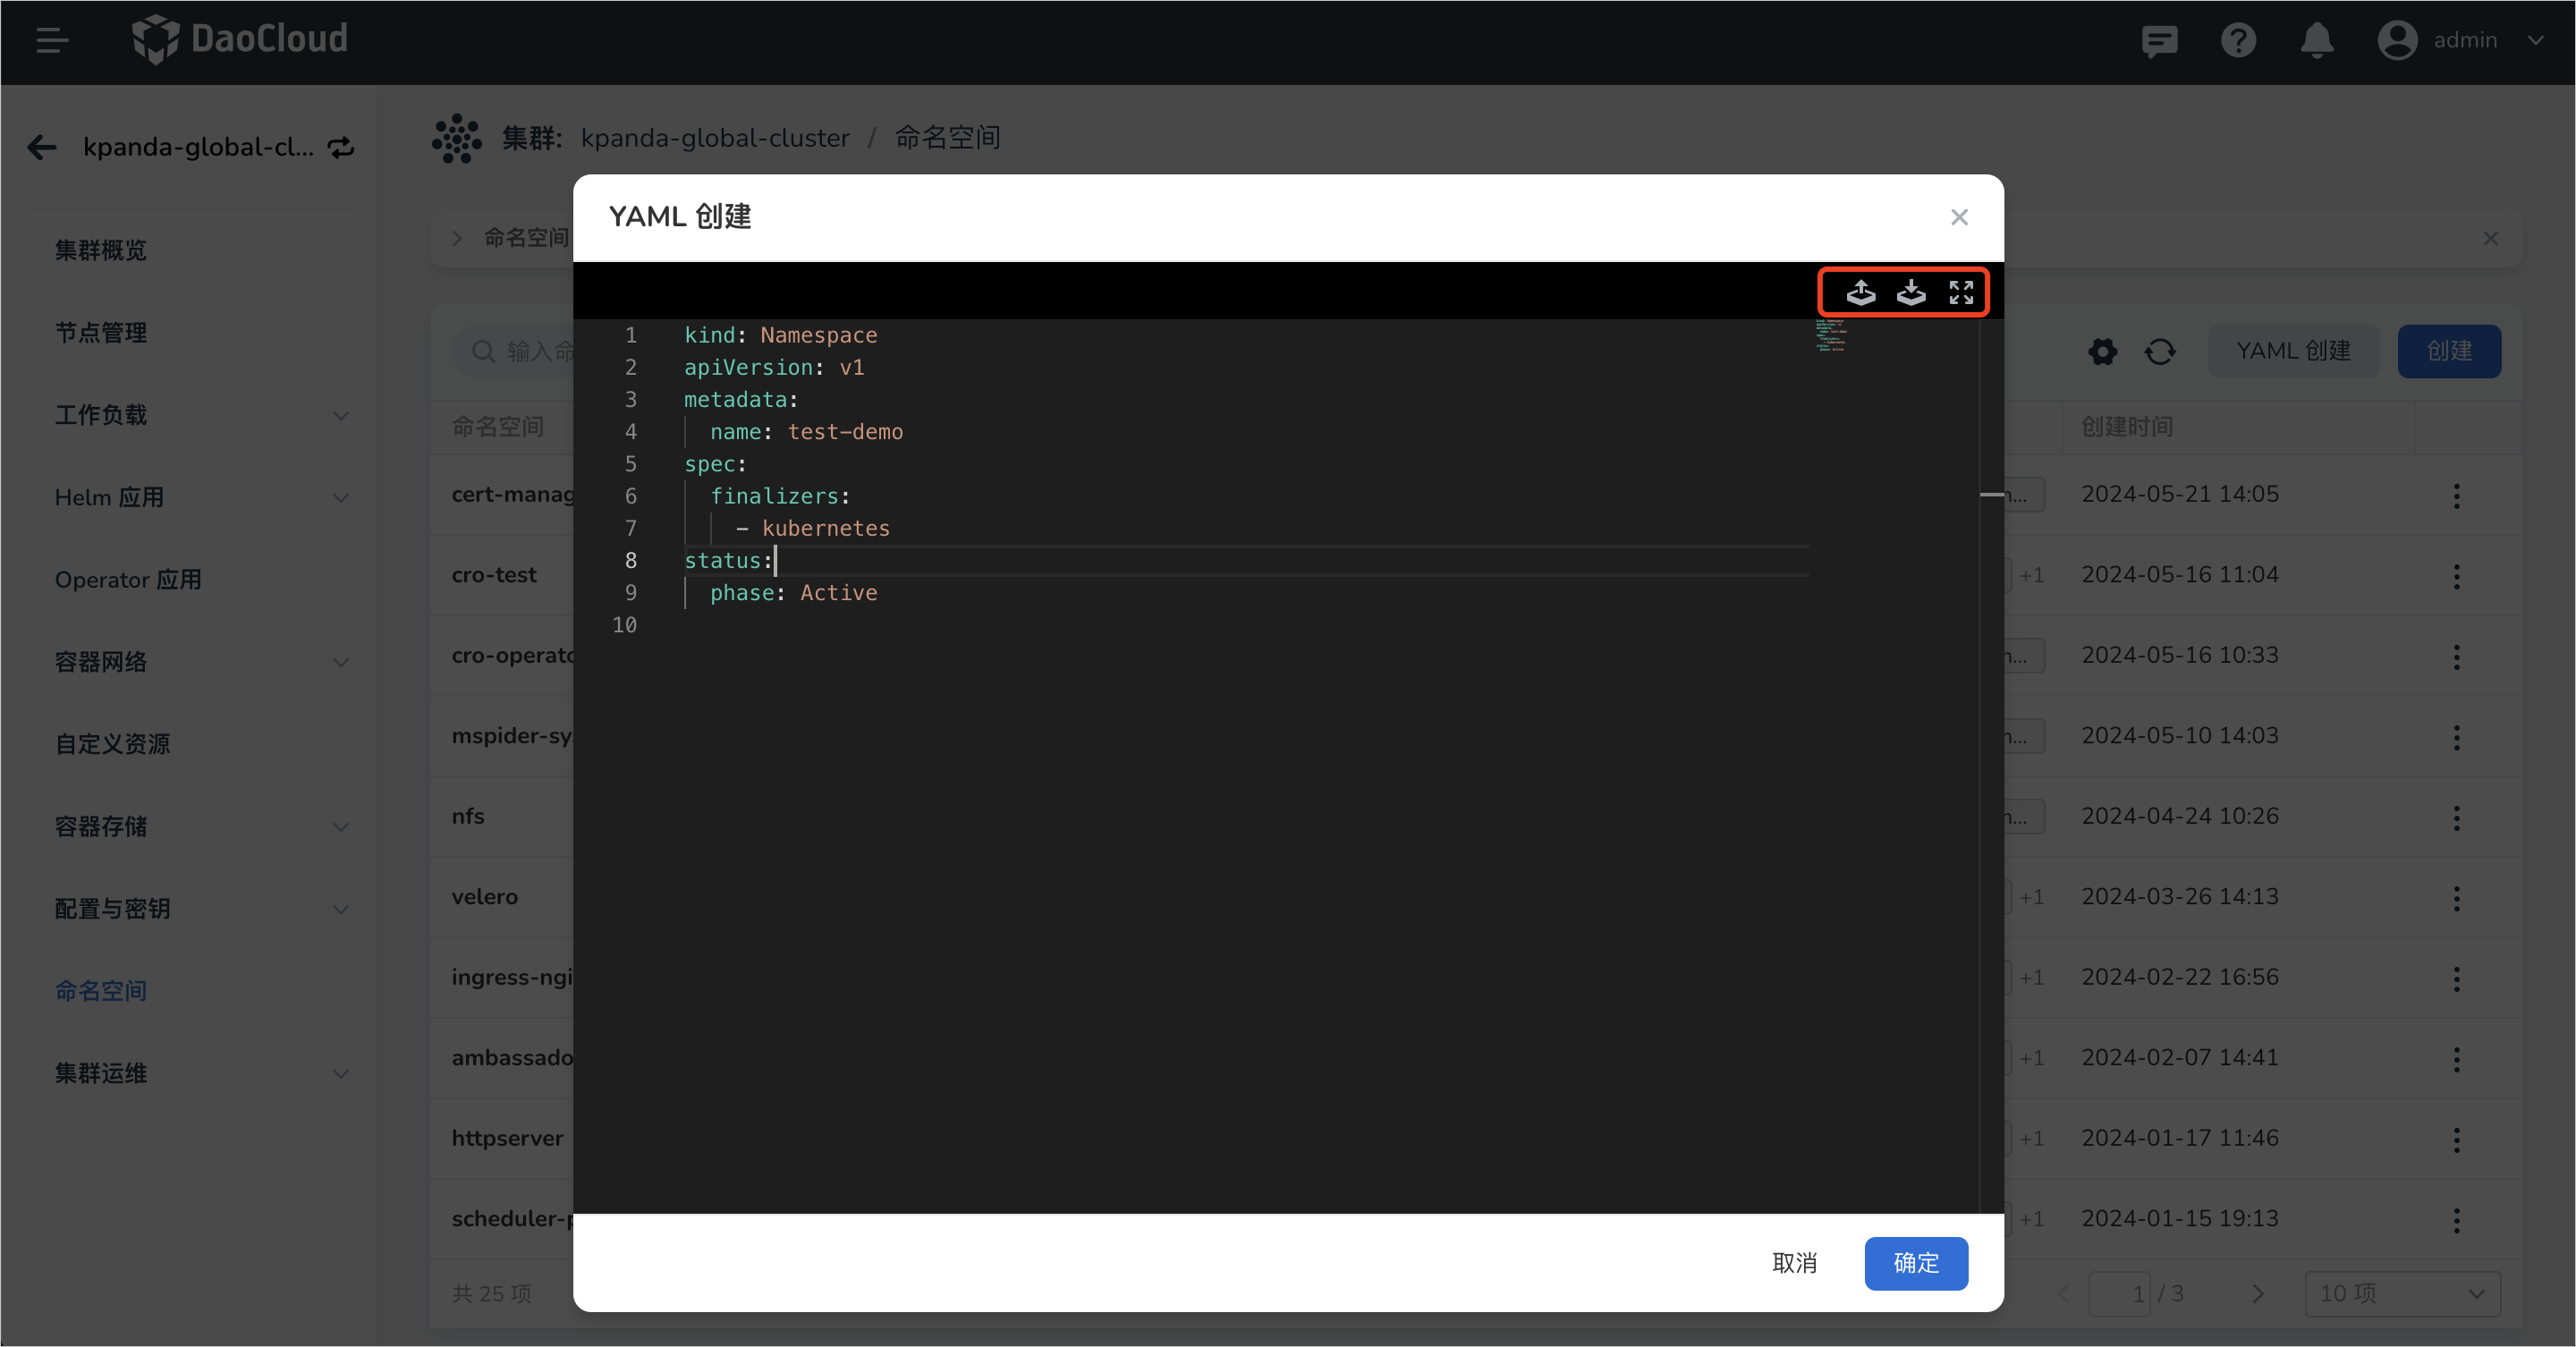 DaoCloud
admin
kpanda-global-cl...
集群: kpanda-global-cluster / 命名空间
集群概览
节点管理
工作负载
Helm 应用
Operator 应用
容器网络
自定义资源
容器存储
配置与密钥
命名空间
集群运维
命名空间
输入命
YAML 创建
创建
命名空间
创建时间
cert-manag
2024-05-21 14:05
cro-test
+1
2024-05-16 11:04
cro-operato
2024-05-16 10:33
mspider-sy
2024-05-10 14:03
nfs
2024-04-24 10:26
velero
+1
2024-03-26 14:13
ingress-ngi
+1
2024-02-22 16:56
ambassado
+1
2024-02-07 14:41
httpserver
+1
2024-01-17 11:46
scheduler-p
+1
2024-01-15 19:13
共 25 项
1 / 3
10 项
YAML 创建
1 kind: Namespace
2 apiVersion: v1
3 metadata:
4 name: test-demo
5 spec:
6 finalizers:
7 - kubernetes
8 status:
9 phase: Active
10
取消
确定